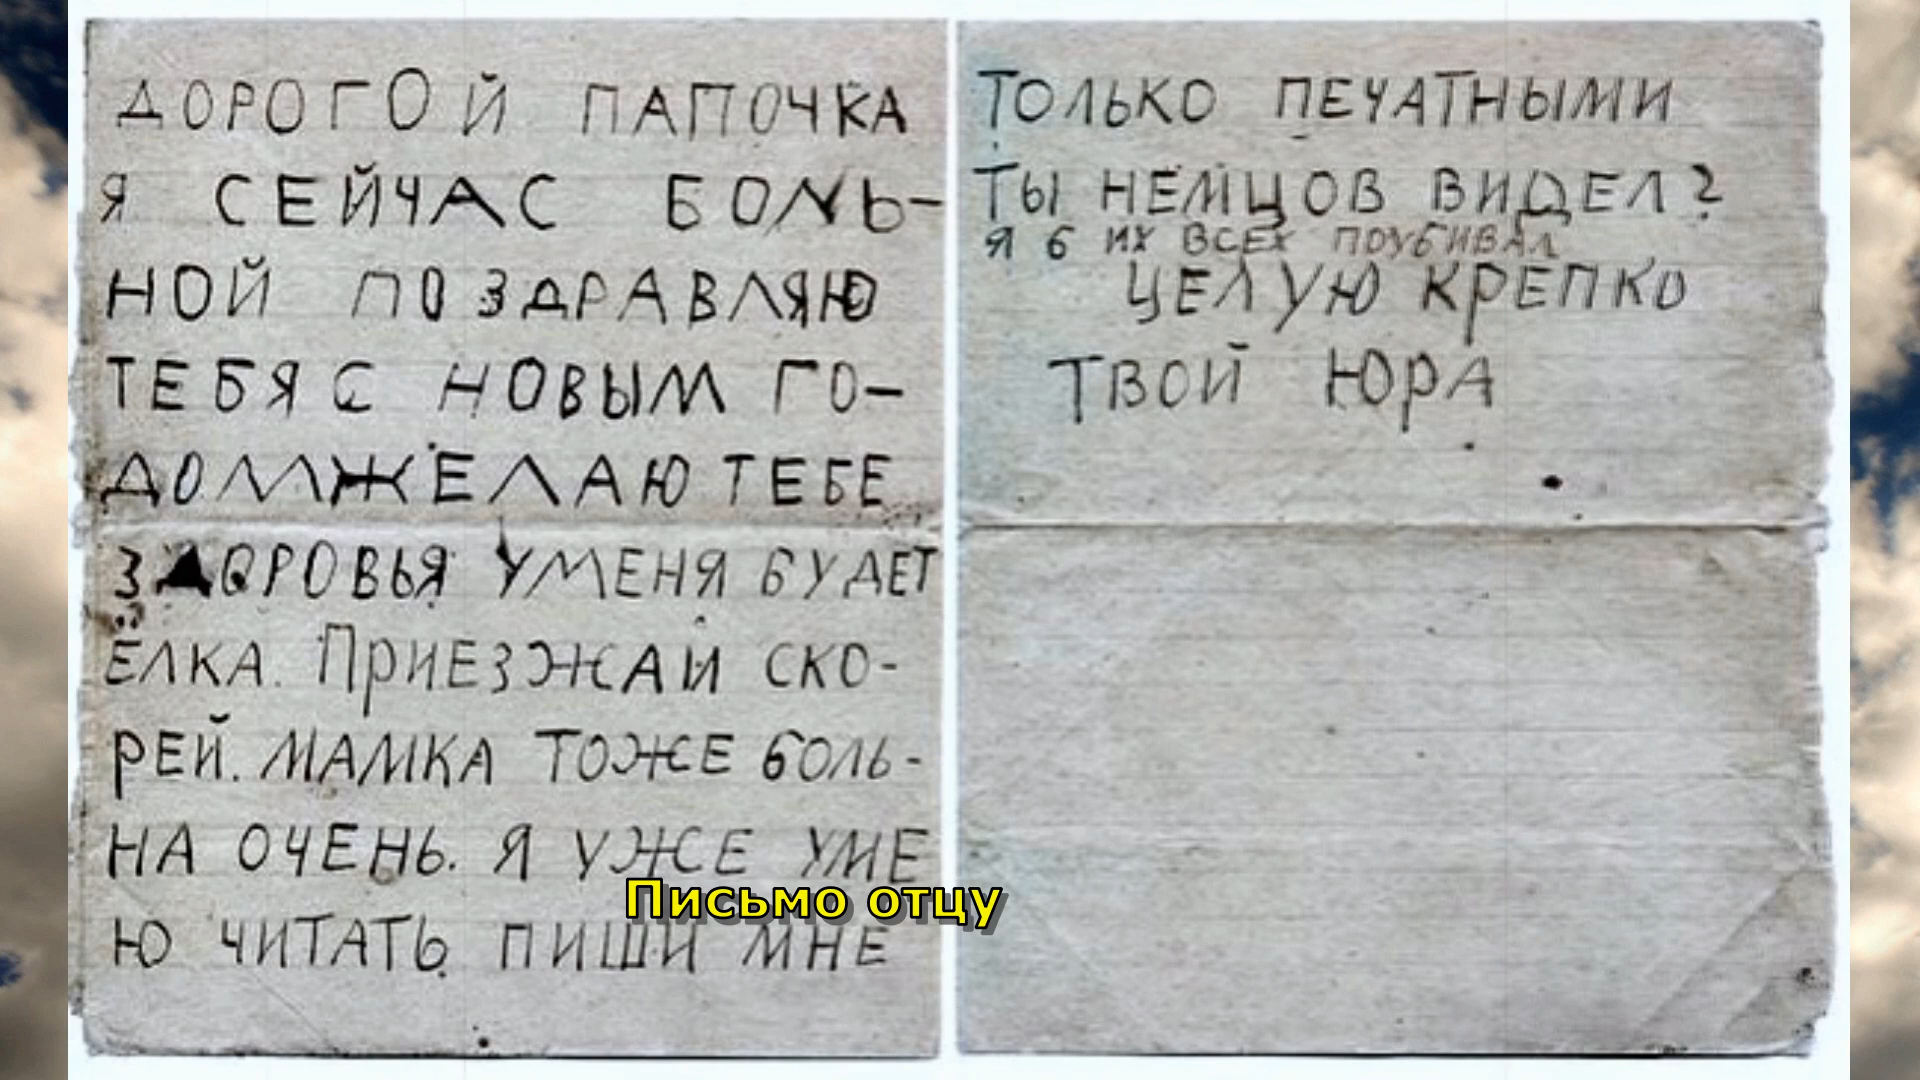 ДОРОГОЙ ПАПОЧКА
Я СЕЙЧАС БОЛЬ-
НОЙ ПОЗДРАВЛЯЮ
ТЕБЯ С НОВЫМ ГО-
ДОМ ЖЕЛАЮ ТЕБЕ
ЗДОРОВЬЯ У МЕНЯ БУДЕТ
ЁЛКА. ПРИЕЗЖАЙ СКО-
РЕЙ. МАМКА ТОЖЕ БОЛЬ-
НА ОЧЕНЬ. Я УЖЕ УМЕ
Ю ЧИТАТЬ ПИШИ МНЕ
ТОЛЬКО ПЕЧАТНЫМИ
ТЫ НЕМЦОВ ВИДЕЛ?
Я Б ИХ ВСЕХ ПОУБИВАЛ
ЦЕЛУЮ КРЕПКО
ТВОЙ ЮРА
Письмо отцу